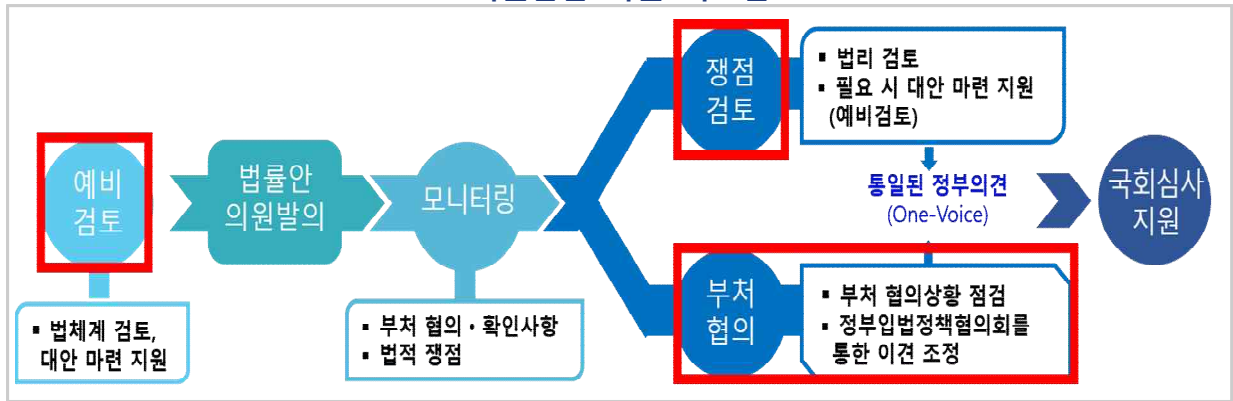 예비
검토
▪ 법체계 검토,
대안 마련 지원
법률안
의원발의
모니터링
▪ 부처 협의・확인사항
▪ 법적 쟁점
쟁점
검토
▪ 법리 검토
▪ 필요 시 대안 마련 지원
(예비검토)
통일된 정부의견
(One-Voice)
부처
협의
▪ 부처 협의상황 점검
▪ 정부입법정책협의회를
통한 이견 조정
국회심사
지원